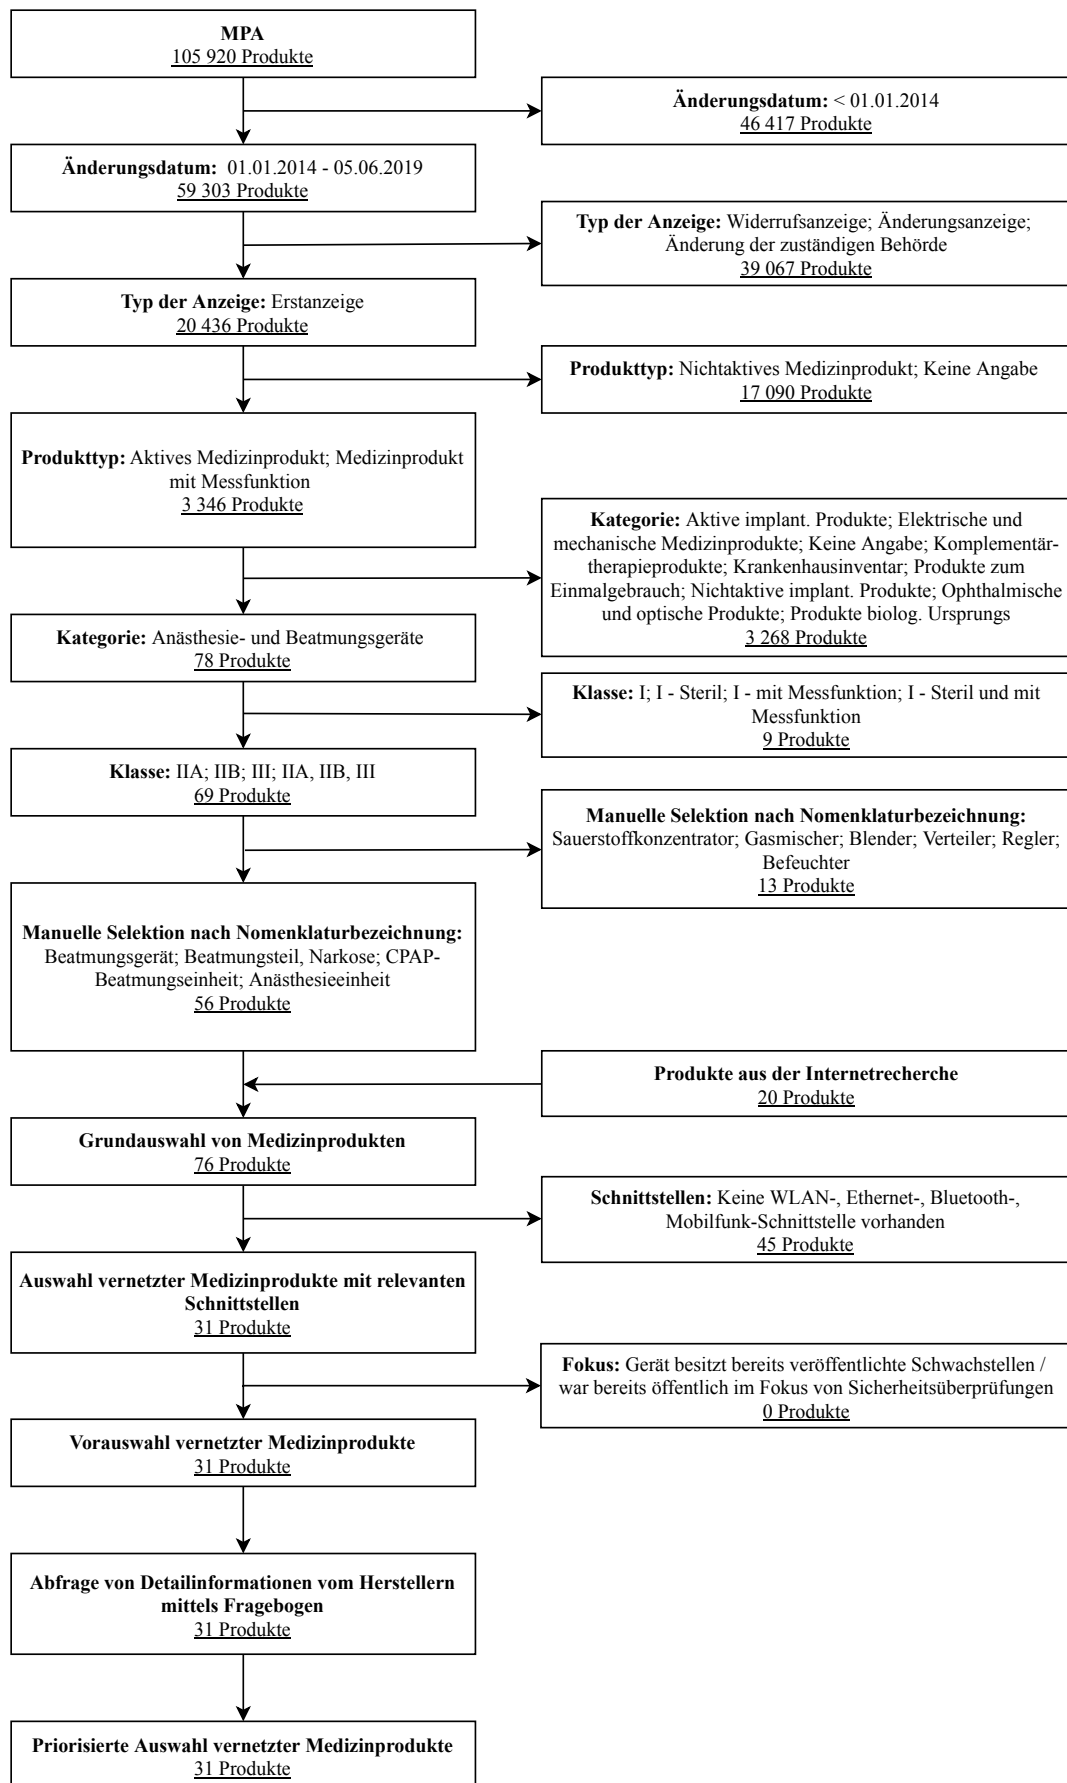 MPA
105 920 Produkte
Änderungsdatum: < 01.01.2014
46 417 Produkte
Änderungsdatum: 01.01.2014 - 05.06.2019
59 303 Produkte
Typ der Anzeige: Widerrufsanzeige; Änderungsanzeige;
Änderung der zuständigen Behörde
39 067 Produkte
Typ der Anzeige: Erstanzeige
20 436 Produkte
Produkttyp: Nichtaktives Medizinprodukt; Keine Angabe
17 090 Produkte
Produkttyp: Aktives Medizinprodukt; Medizinprodukt
mit Messfunktion
3 346 Produkte
Kategorie: Aktive implant. Produkte; Elektrische und
mechanische Medizinprodukte; Keine Angabe; Komplementär-
therapieprodukte; Krankenhausinventar; Produkte zum
Einmalgebrauch; Nichtaktive implant. Produkte; Ophthalmische
und optische Produkte; Produkte biolog. Ursprungs
3 268 Produkte
Kategorie: Anästhesie- und Beatmungsgeräte
78 Produkte
Klasse: I; I - Steril; I - mit Messfunktion; I - Steril und mit
Messfunktion
9 Produkte
Klasse: IIA; IIB; III; IIA, IIB, III
69 Produkte
Manuelle Selektion nach Nomenklaturbezeichnung:
Sauerstoffkonzentrator; Gasmischer; Blender; Verteiler; Regler;
Befeuchter
13 Produkte
Manuelle Selektion nach Nomenklaturbezeichnung:
Beatmungsgerät; Beatmungsteil, Narkose; CPAP-
Beatmungseinheit; Anästhesieeinheit
56 Produkte
Produkte aus der Internetrecherche
20 Produkte
Grundauswahl von Medizinprodukten
76 Produkte
Schnittstellen: Keine WLAN-, Ethernet-, Bluetooth-,
Mobilfunk-Schnittstelle vorhanden
45 Produkte
Auswahl vernetzter Medizinprodukte mit relevanten
Schnittstellen
31 Produkte
Fokus: Gerät besitzt bereits veröffentlichte Schwachstellen /
war bereits öffentlich im Fokus von Sicherheitsüberprüfungen
0 Produkte
Vorauswahl vernetzter Medizinprodukte
31 Produkte
Abfrage von Detailinformationen vom Herstellern
mittels Fragebogen
31 Produkte
Priorisierte Auswahl vernetzter Medizinprodukte
31 Produkte